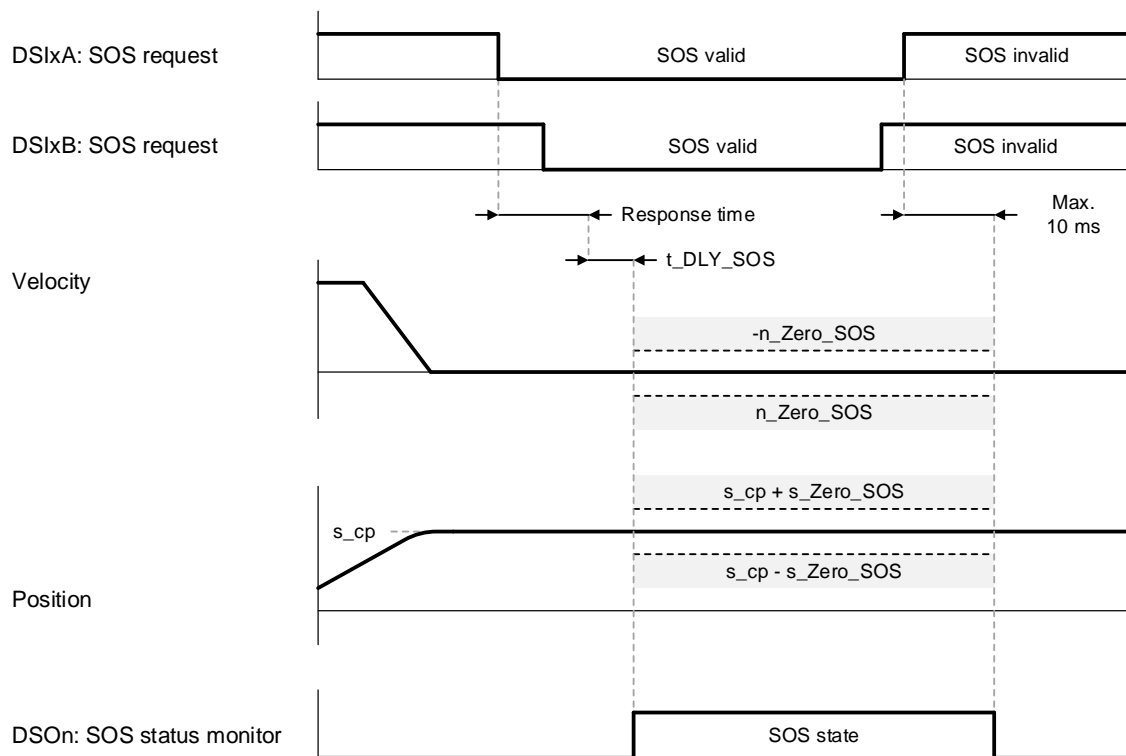 DSIxA: SOS request
SOS valid
SOS invalid
DSIxB: SOS request
SOS valid
SOS invalid
Response time
Max.
10 ms
t_DLY_SOS
Velocity
-n_Zero_SOS
n_Zero_SOS
s_cp + s_Zero_SOS
s_cp
s_cp - s_Zero_SOS
Position
DSOn: SOS status monitor
SOS state